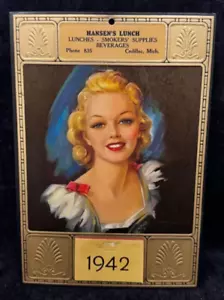 HANSEN'S LUNCH
LUNCHES - SMOKERS' SUPPLIES
BEVERAGES
Phone 835 Cadillac, Mich.
1942